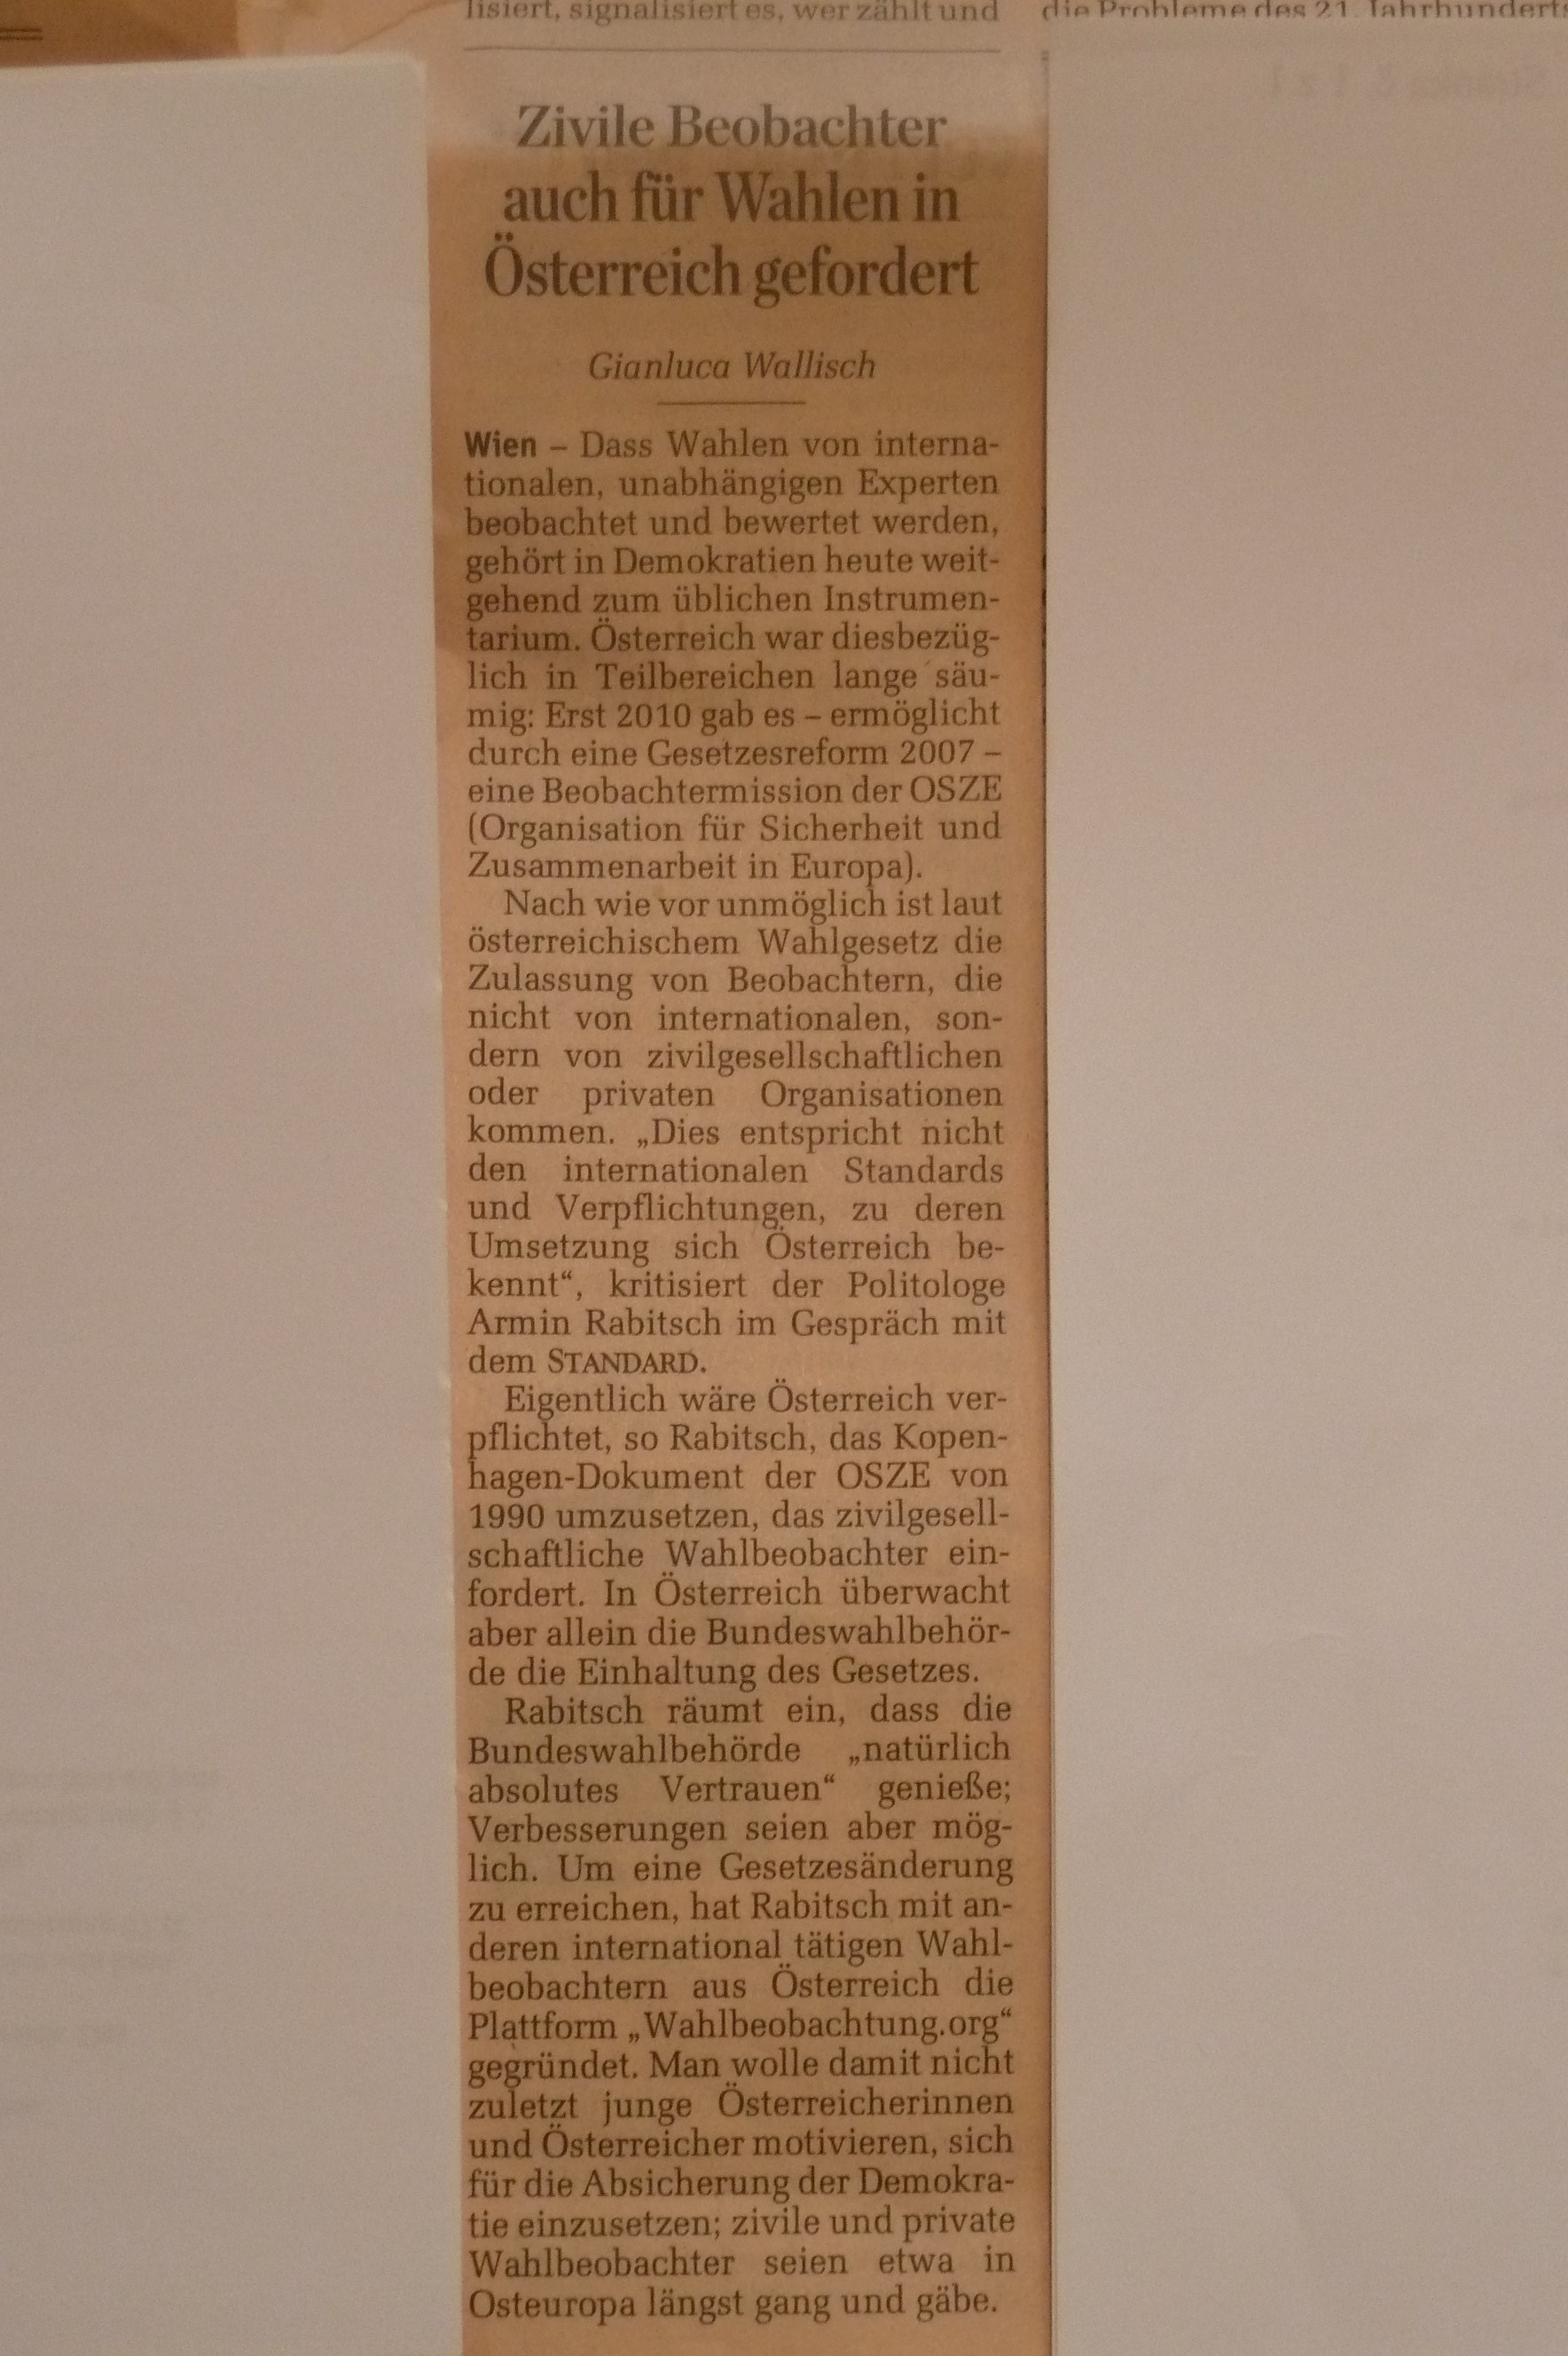 lisiert, signalisiert es, wer zählt und
die Probleme des 21. Jahrhunderts
Zivile Beobachter
auch für Wahlen in
Österreich gefordert
Gianluca Wallisch
Wien – Dass Wahlen von interna-
tionalen, unabhängigen Experten
beobachtet und bewertet werden,
gehört in Demokratien heute weit-
gehend zum üblichen Instrumen-
tarium. Österreich war diesbezüg-
lich in Teilbereichen lange säu-
mig: Erst 2010 gab es – ermöglicht
durch eine Gesetzesreform 2007 –
eine Beobachtermission der OSZE
(Organisation für Sicherheit und
Zusammenarbeit in Europa).
Nach wie vor unmöglich ist laut
österreichischem Wahlgesetz die
Zulassung von Beobachtern, die
nicht von internationalen, son-
dern von zivilgesellschaftlichen
oder privaten Organisationen
kommen. „Dies entspricht nicht
den internationalen Standards
und Verpflichtungen, zu deren
Umsetzung sich Österreich be-
kennt“, kritisiert der Politologe
Armin Rabitsch im Gespräch mit
dem STANDARD.
Eigentlich wäre Österreich ver-
pflichtet, so Rabitsch, das Kopen-
hagen-Dokument der OSZE von
1990 umzusetzen, das zivilgesell-
schaftliche Wahlbeobachter ein-
fordert. In Österreich überwacht
aber allein die Bundeswahlbehör-
de die Einhaltung des Gesetzes.
Rabitsch räumt ein, dass die
Bundeswahlbehörde „natürlich
absolutes Vertrauen“ genieße;
Verbesserungen seien aber mög-
lich. Um eine Gesetzesänderung
zu erreichen, hat Rabitsch mit an-
deren international tätigen Wahl-
beobachtern aus Österreich die
Plattform „Wahlbeobachtung.org“
gegründet. Man wolle damit nicht
zuletzt junge Österreicherinnen
und Österreicher motivieren, sich
für die Absicherung der Demokra-
tie einzusetzen; zivile und private
Wahlbeobachter seien etwa in
Osteuropa längst gang und gäbe.